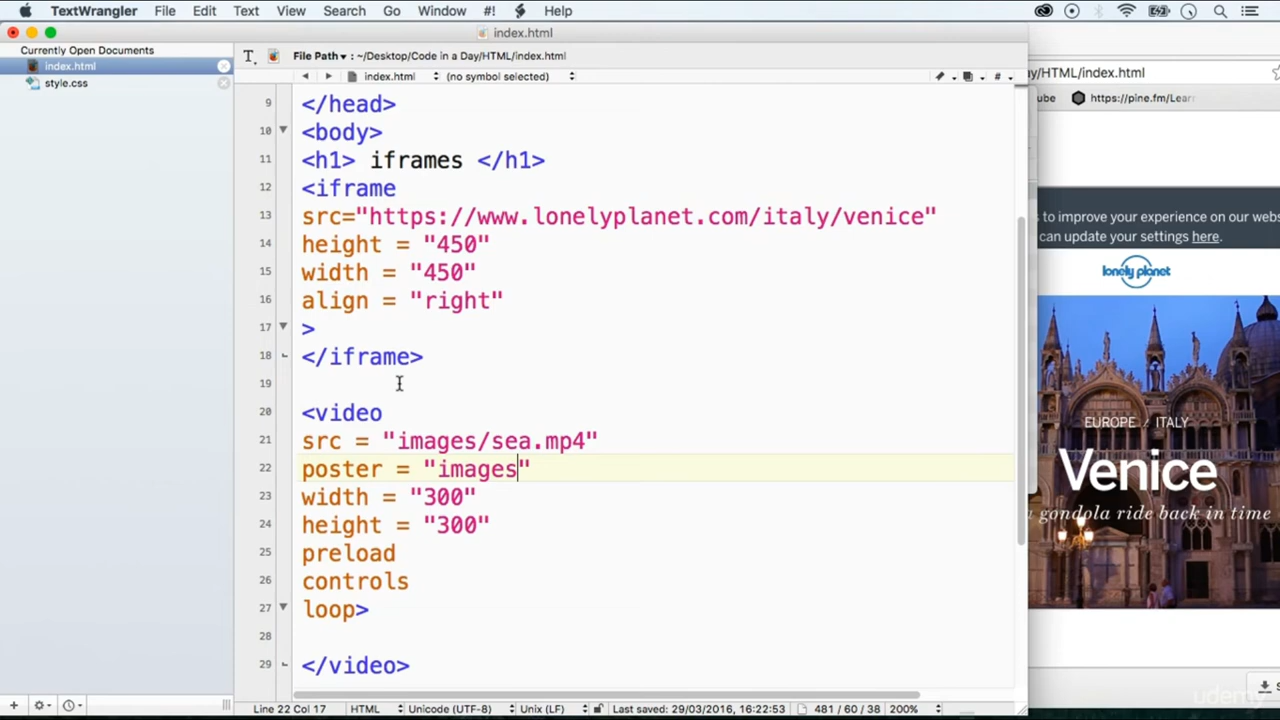 TextWrangler File Edit Text View Search Go Window #! Help
index.html
Currently Open Documents
index.html
style.css
File Path : ~/Desktop/Code in a Day/HTML/index.html
index.html (no symbol selected)
9 </head>
10 <body>
11 <h1> iframes </h1>
12 <iframe
13 src="https://www.lonelyplanet.com/italy/venice"
14 height = "450"
15 width = "450"
16 align = "right"
17 >
18 </iframe>
19
20 <video
21 src = "images/sea.mp4"
22 poster = "images"
23 width = "300"
24 height = "300"
25 preload
26 controls
27 loop>
28
29 </video>
Line 22 Col 17 HTML Unicode (UTF-8) Unix (LF) Last saved: 29/03/2016, 16:22:53 481 / 60 / 38 200%
y/HTML/index.html
ube https://pine.fm/Lear
s to improve your experience on our webs
can update your settings here.
lonely planet
EUROPE / ITALY
Venice
a gondola ride back in time
udemy